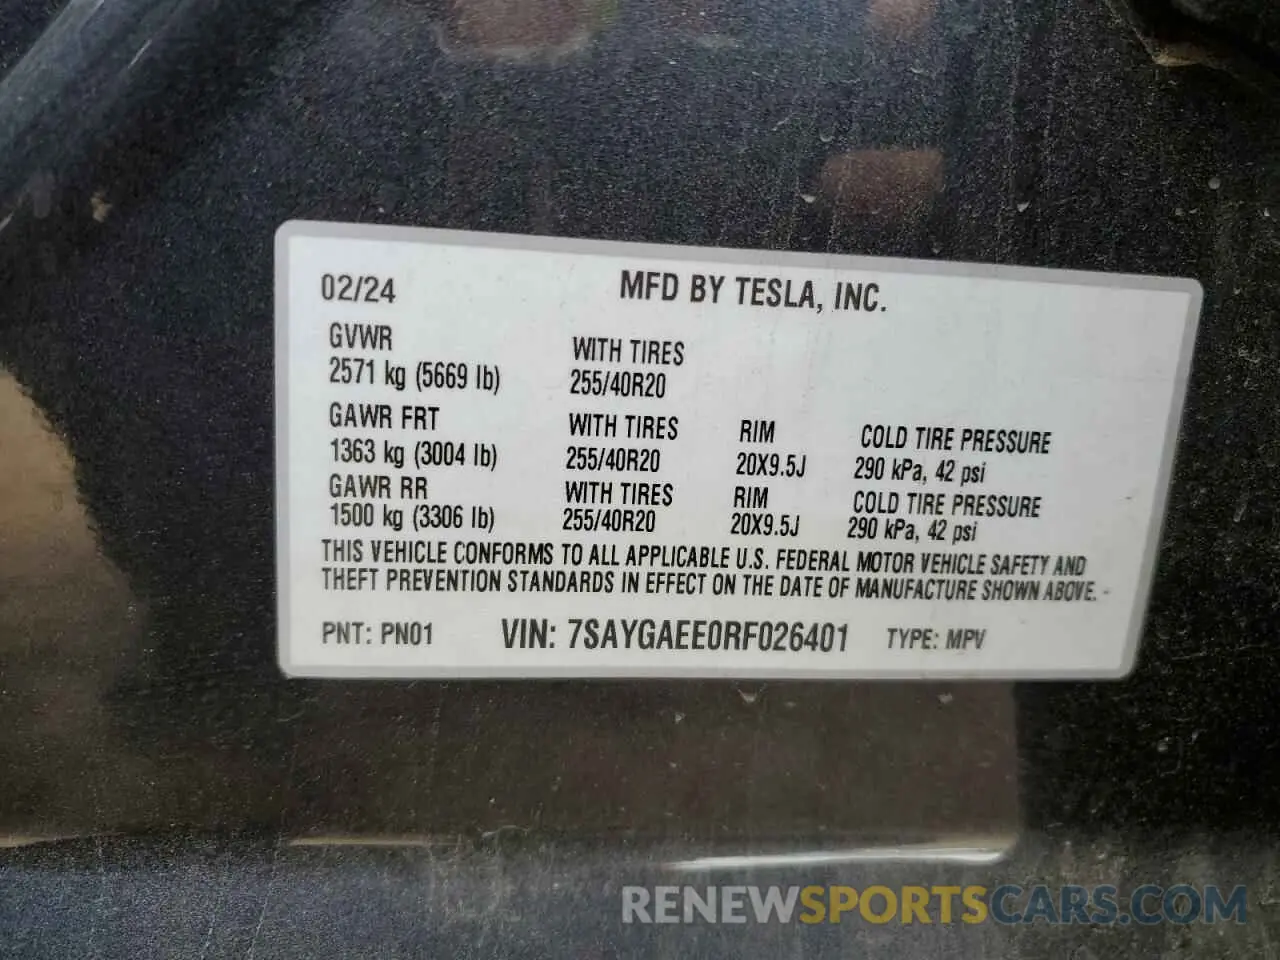 02/24 MFD BY TESLA, INC.
GVWR WITH TIRES
2571 kg (5669 lb) 255/40R20
GAWR FRT WITH TIRES RIM COLD TIRE PRESSURE
1363 kg (3004 lb) 255/40R20 20X9.5J 290 kPa, 42 psi
GAWR RR WITH TIRES RIM COLD TIRE PRESSURE
1500 kg (3306 lb) 255/40R20 20X9.5J 290 kPa, 42 psi
THIS VEHICLE CONFORMS TO ALL APPLICABLE U.S. FEDERAL MOTOR VEHICLE SAFETY AND
THEFT PREVENTION STANDARDS IN EFFECT ON THE DATE OF MANUFACTURE SHOWN ABOVE.
PNT: PN01 VIN: 7SAYGAEE0RF026401 TYPE: MPV
RENEWSPORTSCARS.COM